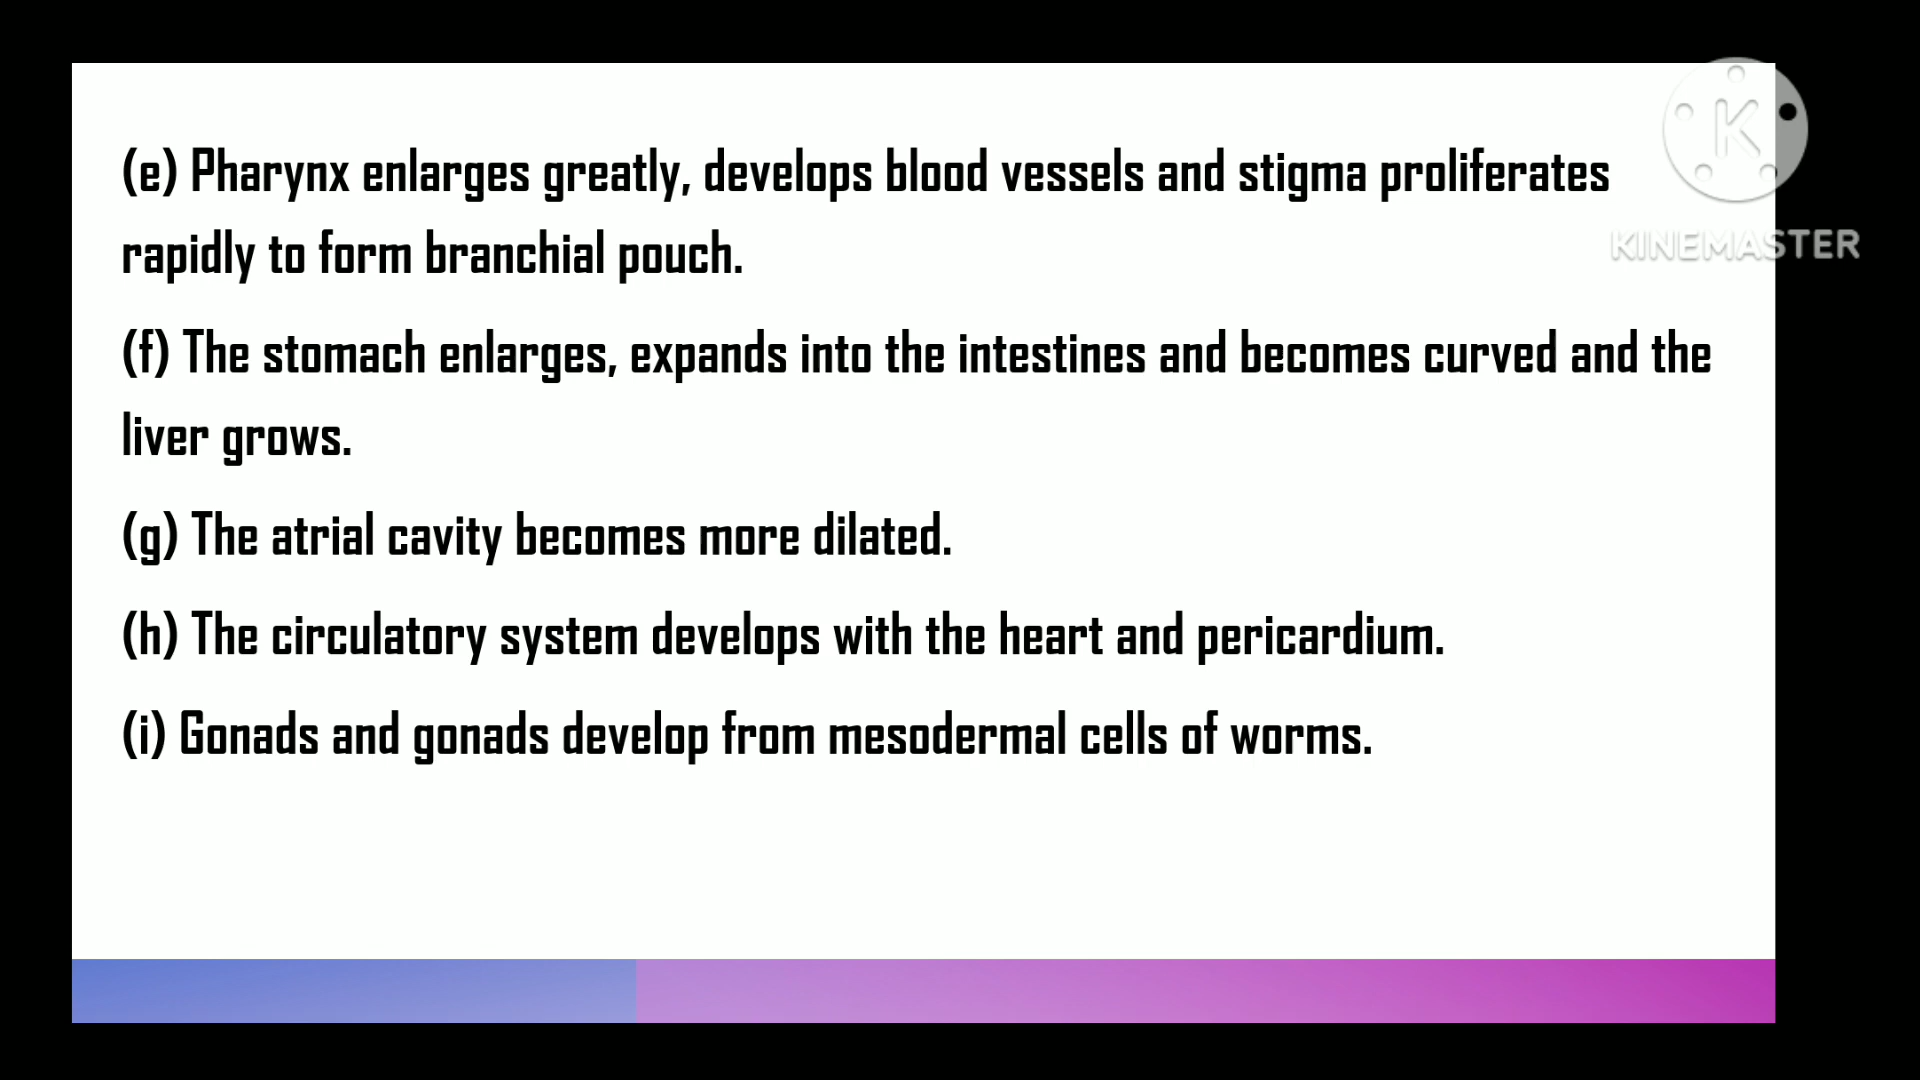 (e) Pharynx enlarges greatly, develops blood vessels and stigma proliferates
rapidly to form branchial pouch.
(f) The stomach enlarges, expands into the intestines and becomes curved and the
liver grows.
(g) The atrial cavity becomes more dilated.
(h) The circulatory system develops with the heart and pericardium.
(i) Gonads and gonads develop from mesodermal cells of worms.
K
KINEMASTER